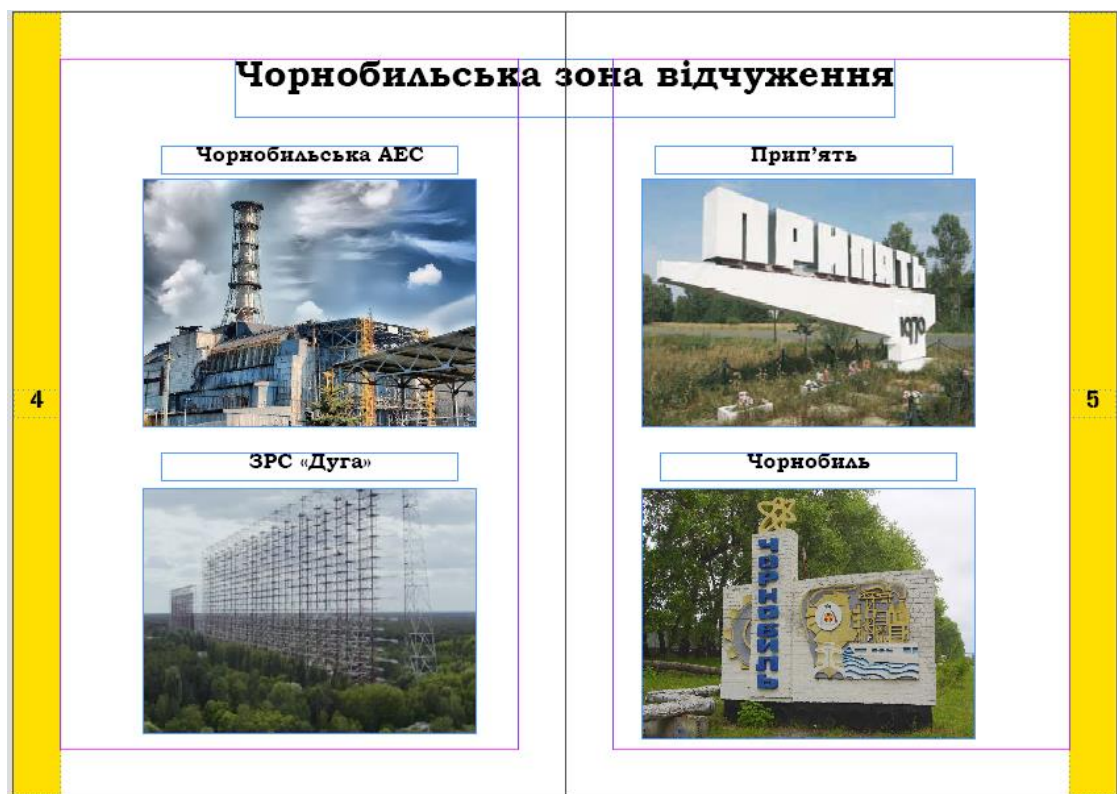 Чорнобильська зона відчуження
Чорнобильська АЕС
ЗРС «Дуга»
4
Прип’ять
ПРИПЯТЬ
1970
Чорнобиль
ЧОРНОБИЛЬ
5